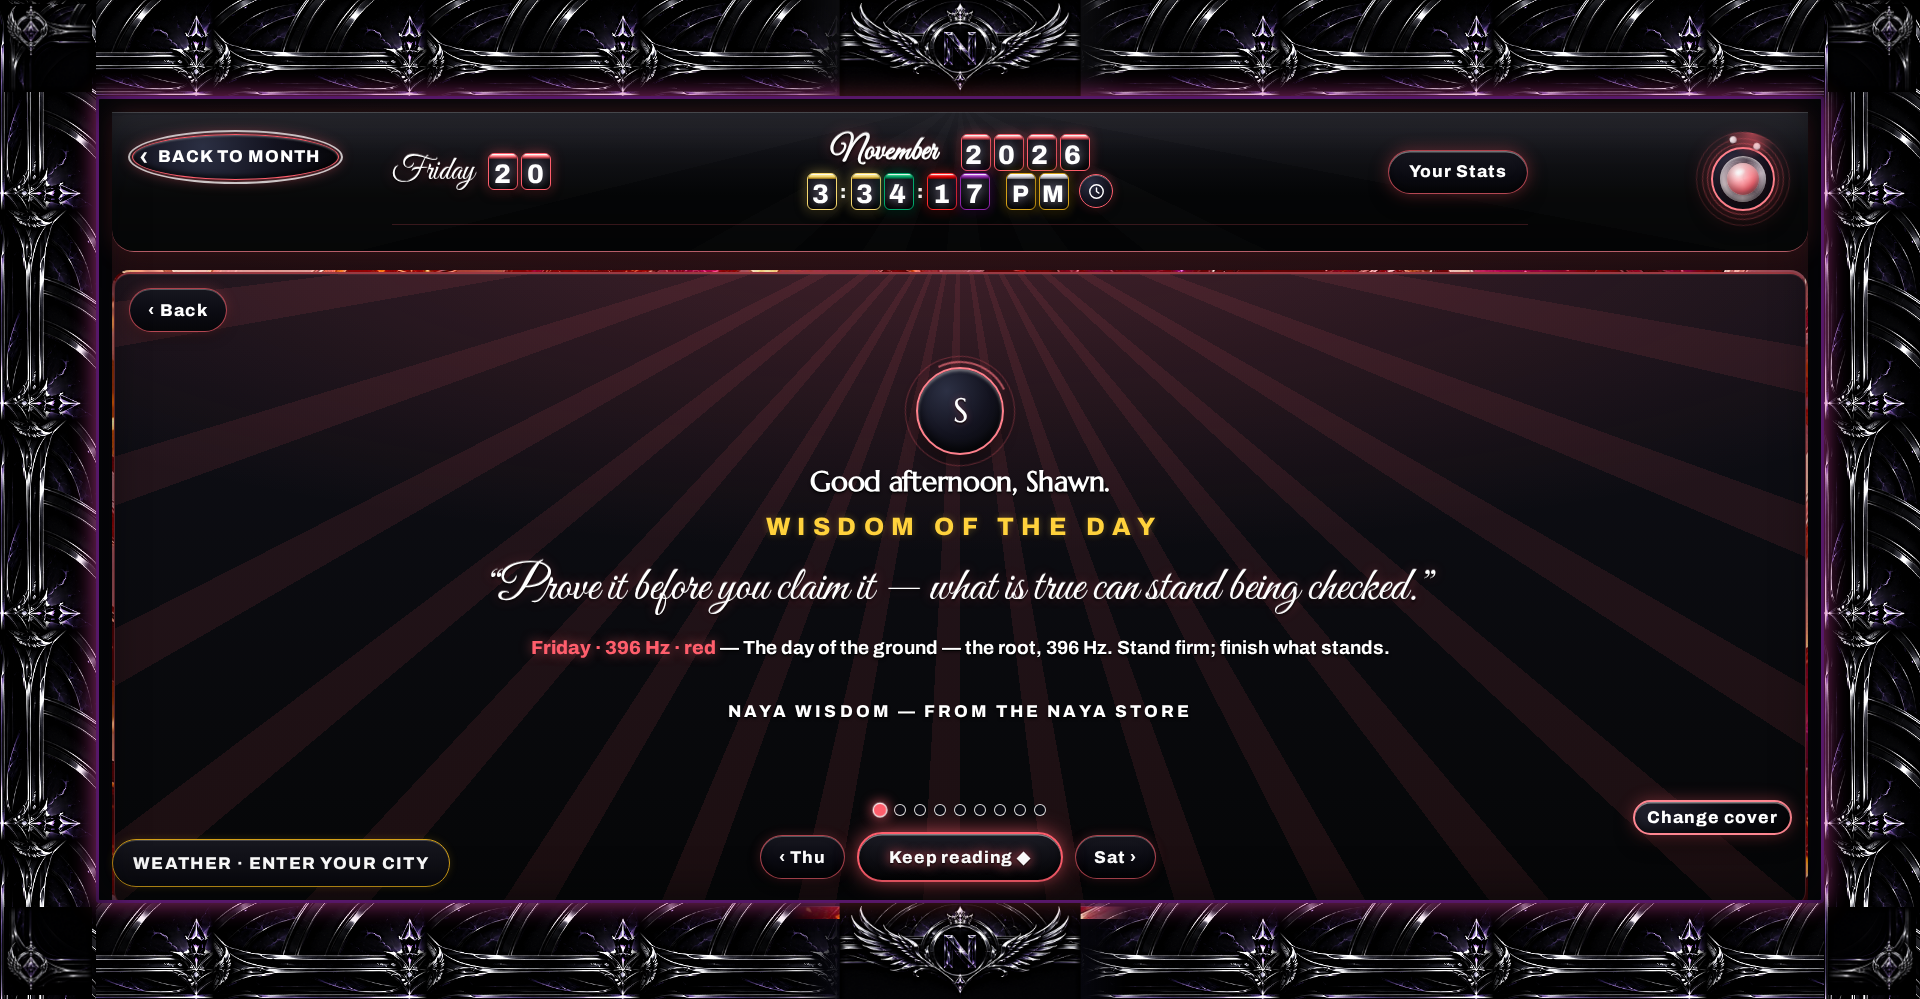 N
‹ BACK TO MONTH
Friday 20
November 2026
3:34:17 PM
Your Stats
‹ Back
S
Good afternoon, Shawn.
WISDOM OF THE DAY
“Prove it before you claim it — what is true can stand being checked.”
Friday · 396 Hz · red — The day of the ground — the root, 396 Hz. Stand firm; finish what stands.
NAYA WISDOM — FROM THE NAYA STORE
Change cover
WEATHER · ENTER YOUR CITY
‹ Thu
Keep reading ◆
Sat ›
N